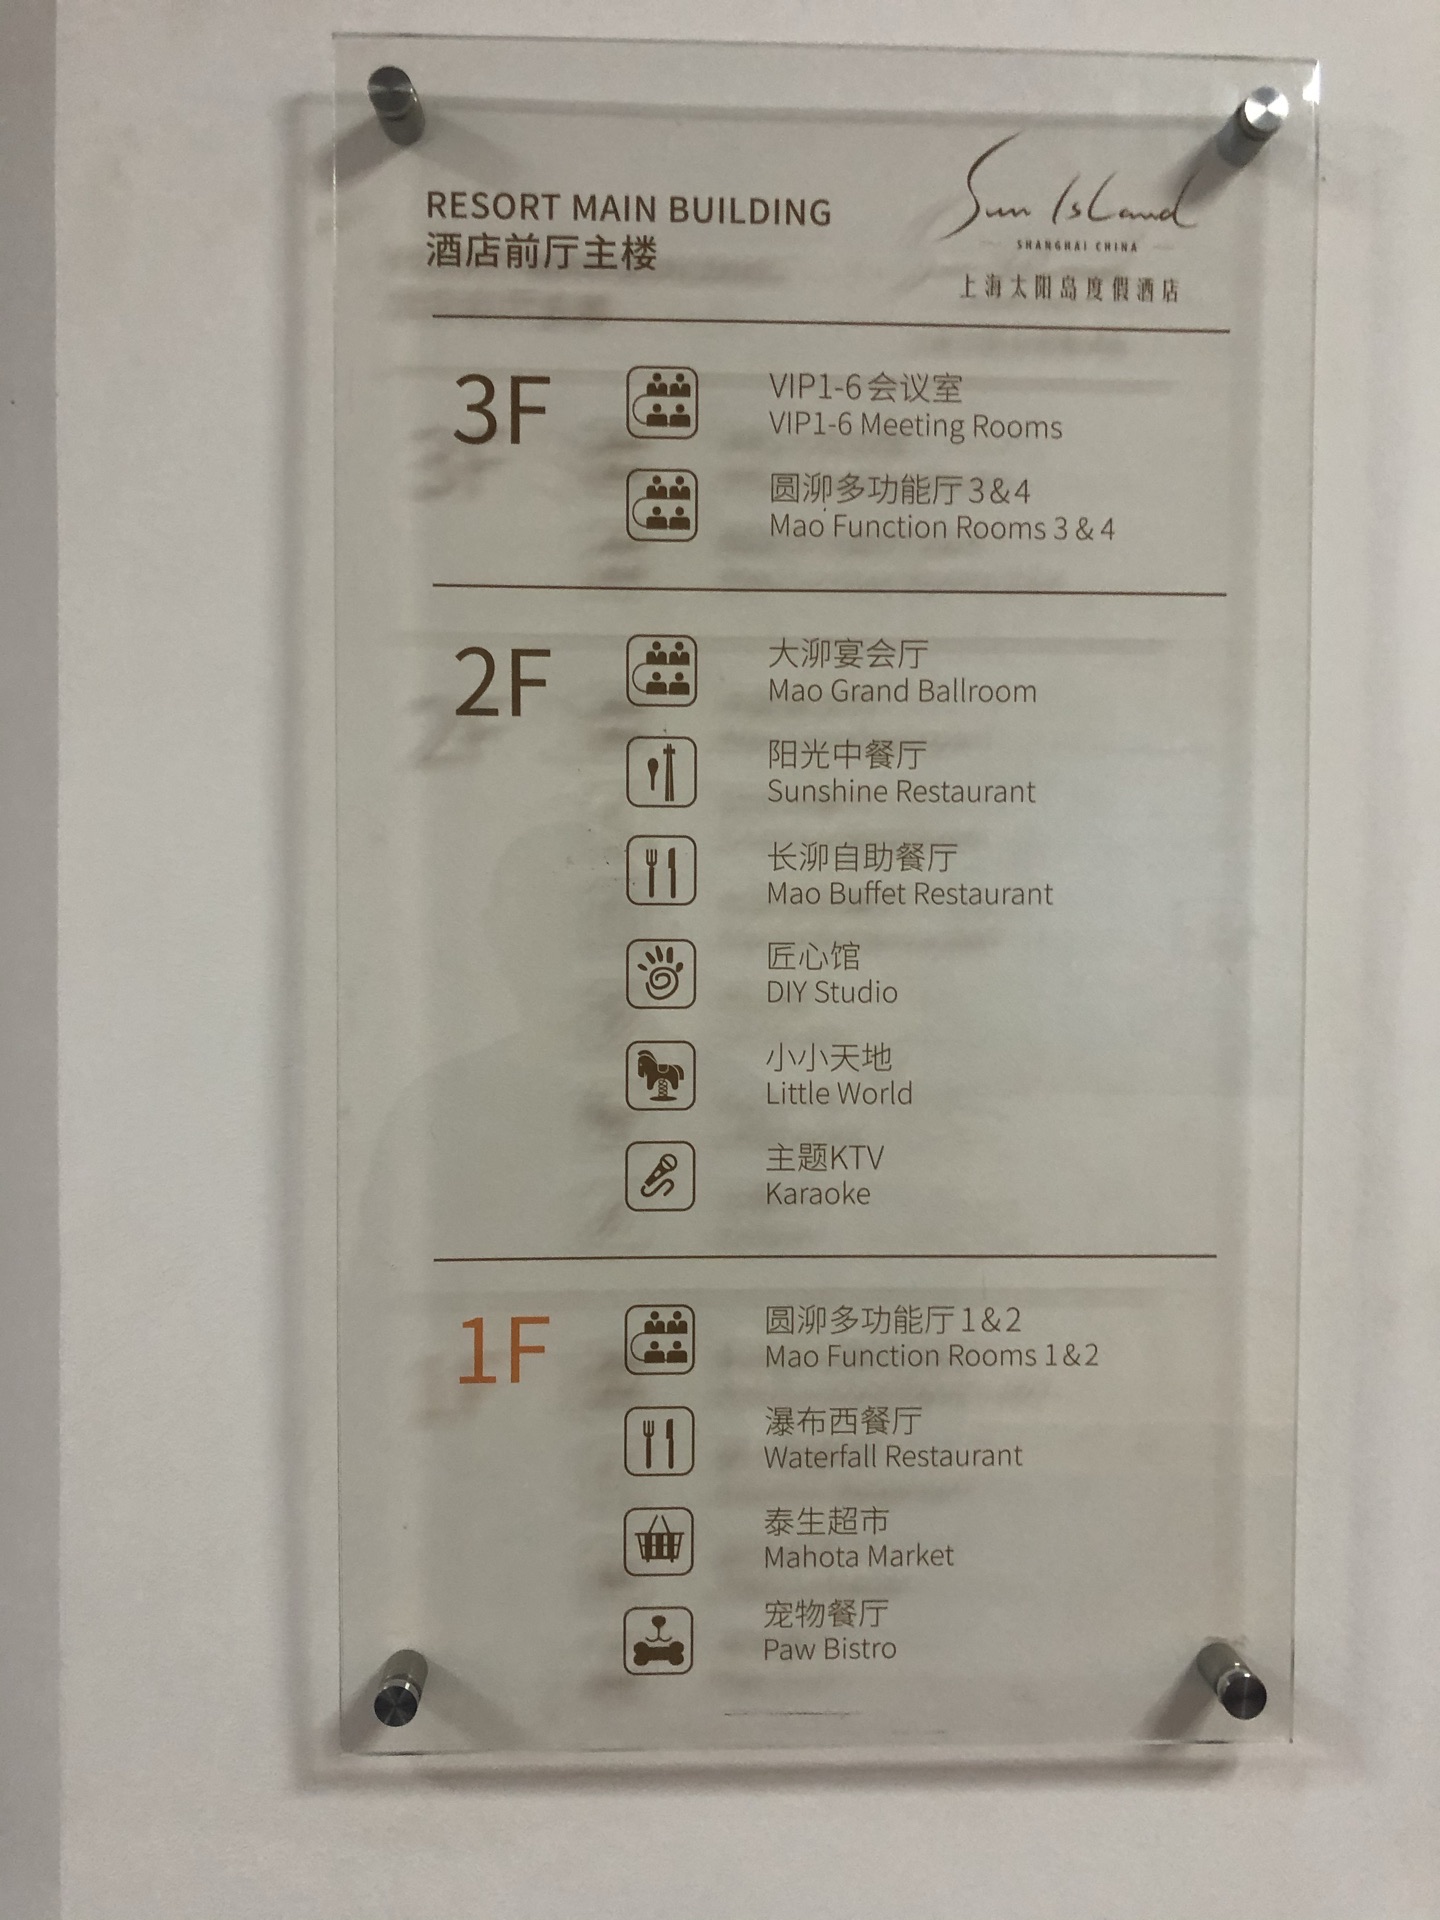 RESORT MAIN BUILDING
酒店前厅主楼
Sun Island
SHANGHAI CHINA
上海太阳岛度假酒店
3F
VIP1-6会议室
VIP1-6 Meeting Rooms
圆泖多功能厅3&4
Mao Function Rooms 3&4
2F
大泖宴会厅
Mao Grand Ballroom
阳光中餐厅
Sunshine Restaurant
长泖自助餐厅
Mao Buffet Restaurant
匠心馆
DIY Studio
小小天地
Little World
主题KTV
Karaoke
1F
圆泖多功能厅1&2
Mao Function Rooms 1&2
瀑布西餐厅
Waterfall Restaurant
泰生超市
Mahota Market
宠物餐厅
Paw Bistro